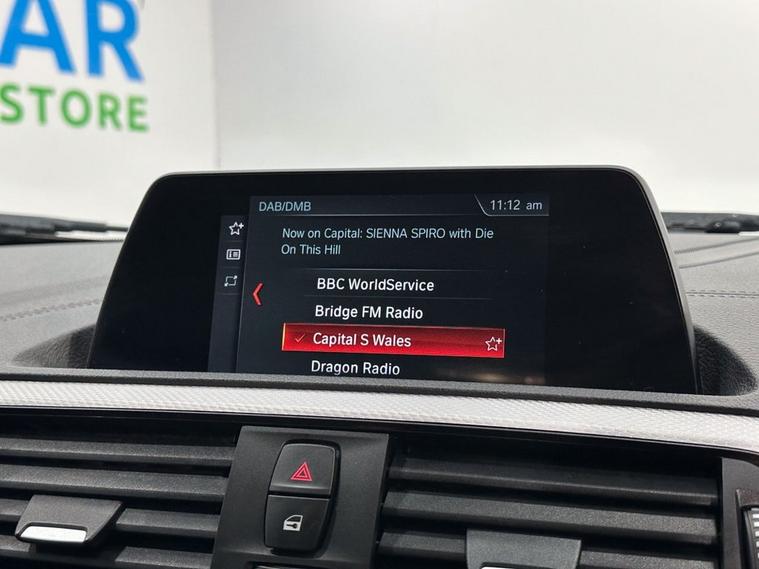 AR
STORE
DAB/DMB
11:12 am
Now on Capital: SIENNA SPIRO with Die
On This Hill
BBC WorldService
Bridge FM Radio
Capital S Wales
Dragon Radio